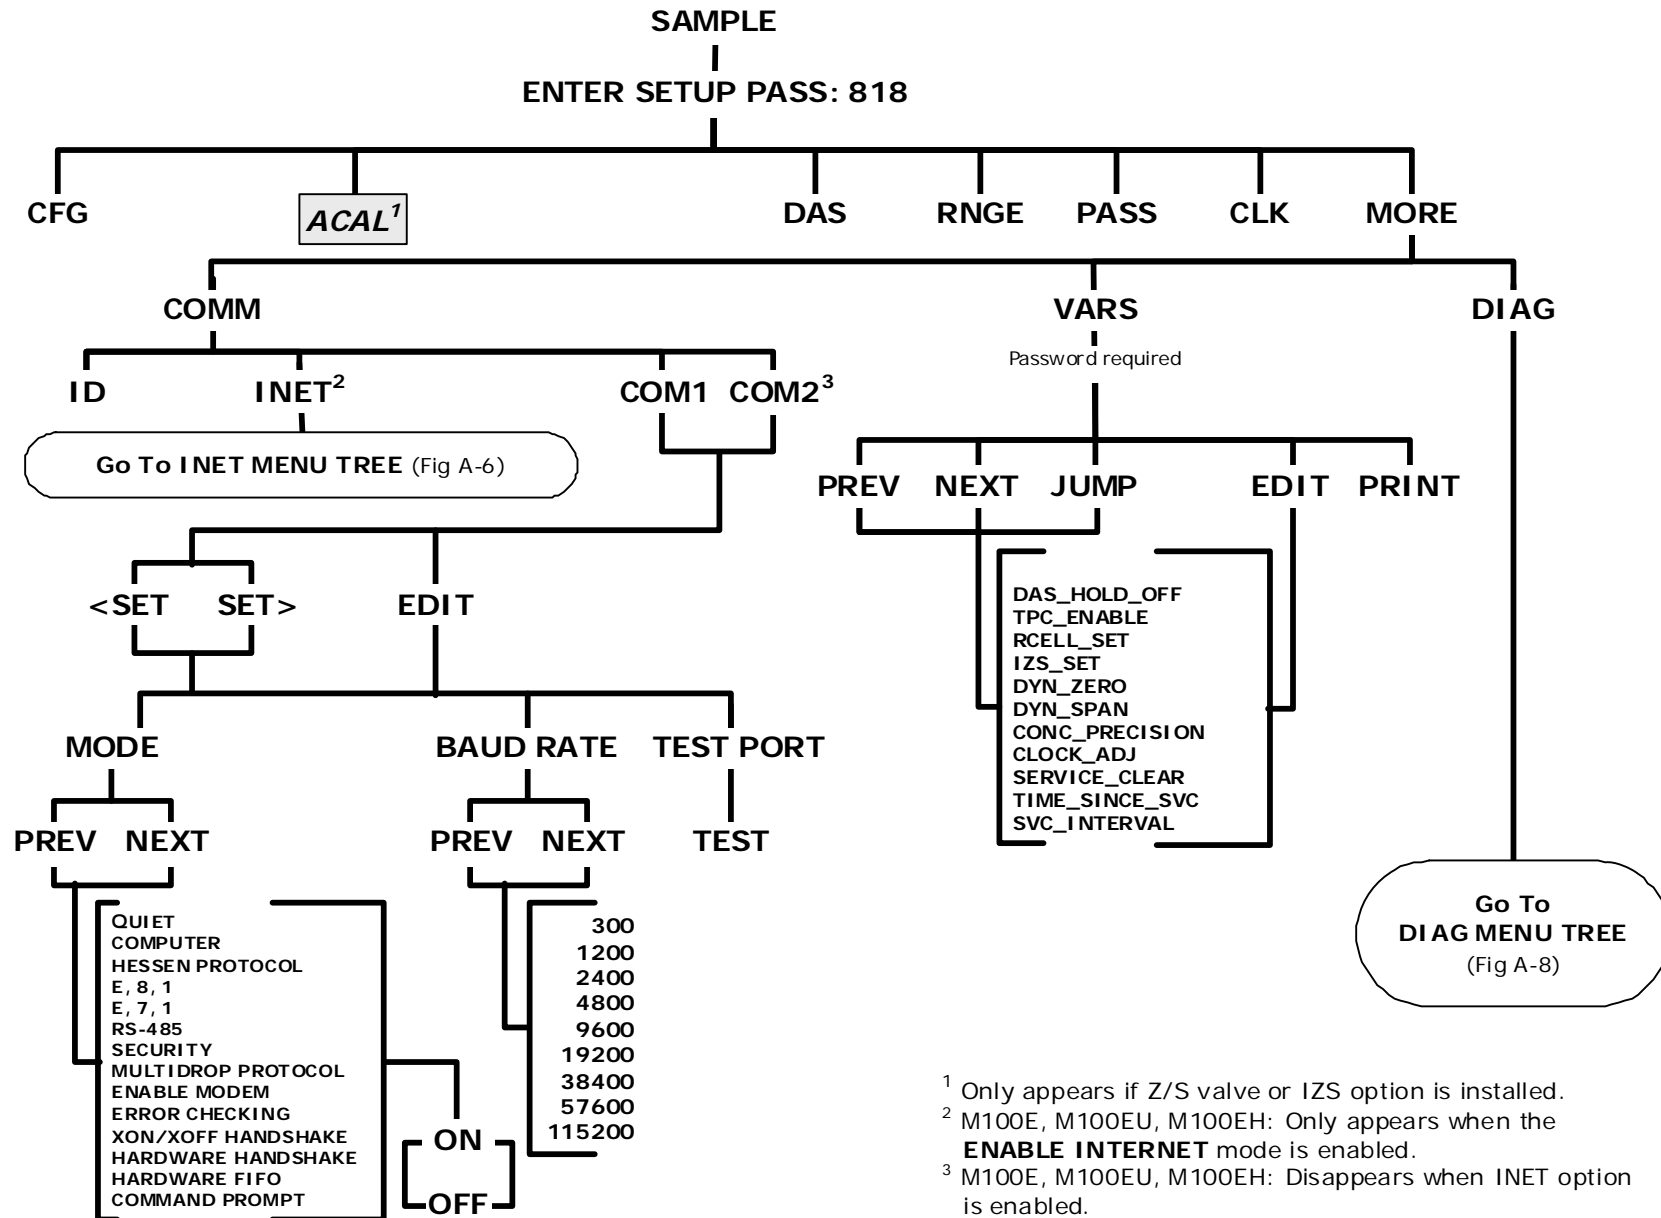 SAMPLE
ENTER SETUP PASS: 818
CFG
ACAL¹
DAS
RNGE
PASS
CLK
MORE
COMM
VARS
DIAG
Password required
ID
INET²
COM1
COM2³
Go To INET MENU TREE (Fig A-6)
PREV
NEXT
JUMP
EDIT
PRINT
<SET
SET>
EDIT
DAS_HOLD_OFF
TPC_ENABLE
RCELL_SET
IZS_SET
DYN_ZERO
DYN_SPAN
CONC_PRECISION
CLOCK_ADJ
SERVICE_CLEAR
TIME_SINCE_SVC
SVC_INTERVAL
MODE
BAUD RATE
TEST PORT
PREV
NEXT
PREV
NEXT
TEST
QUIET
COMPUTER
HESSEN PROTOCOL
E, 8, 1
E, 7, 1
RS-485
SECURITY
MULTIDROP PROTOCOL
ENABLE MODEM
ERROR CHECKING
XON/XOFF HANDSHAKE
HARDWARE HANDSHAKE
HARDWARE FIFO
COMMAND PROMPT
ON
OFF
300
1200
2400
4800
9600
19200
38400
57600
115200
Go To
DIAG MENU TREE
(Fig A-8)
¹ Only appears if Z/S valve or IZS option is installed.
² M100E, M100EU, M100EH: Only appears when the
ENABLE INTERNET mode is enabled.
³ M100E, M100EU, M100EH: Disappears when INET option
is enabled.